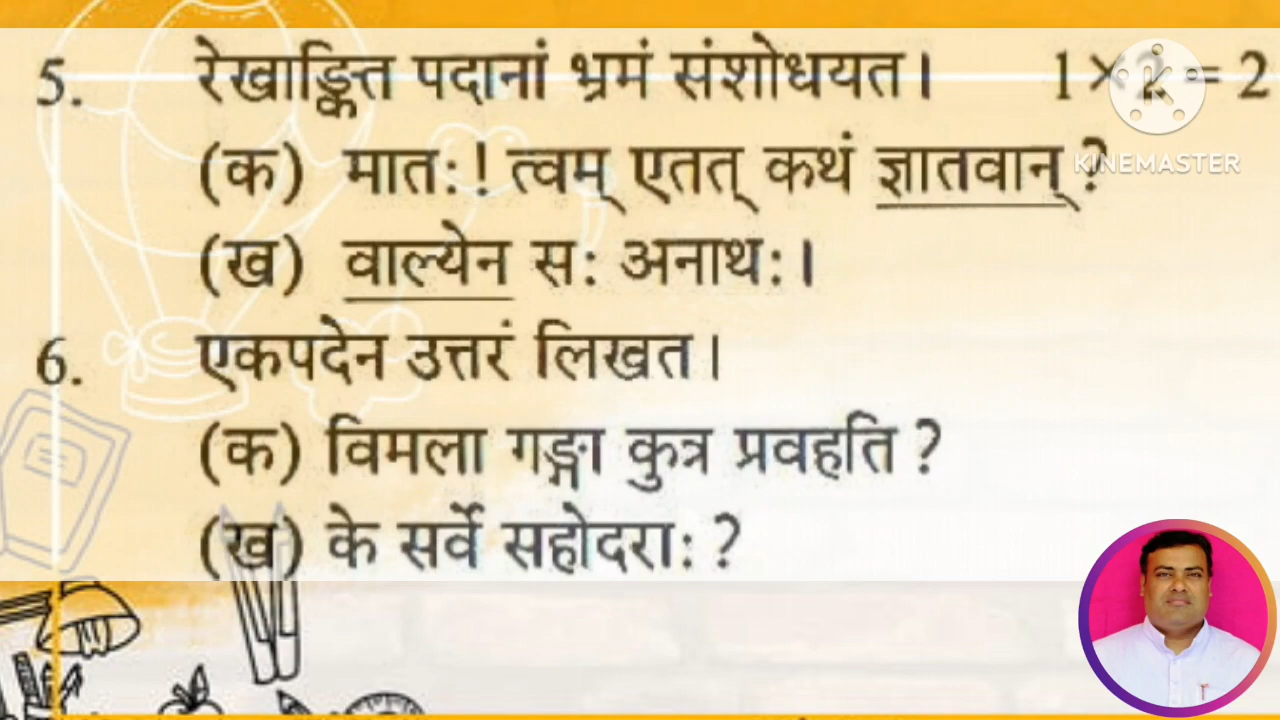 5. रेखाङ्कित पदानां भ्रमं संशोधयत। 1×2=2
KINEMASTER
(क) मातः! त्वम् एतत् कथं ज्ञातवान्?
(ख) वाल्येन सः अनाथः।
6. एकपदेन उत्तरं लिखत।
(क) विमला गङ्गा कुत्र प्रवहति?
(ख) के सर्वे सहोदराः?